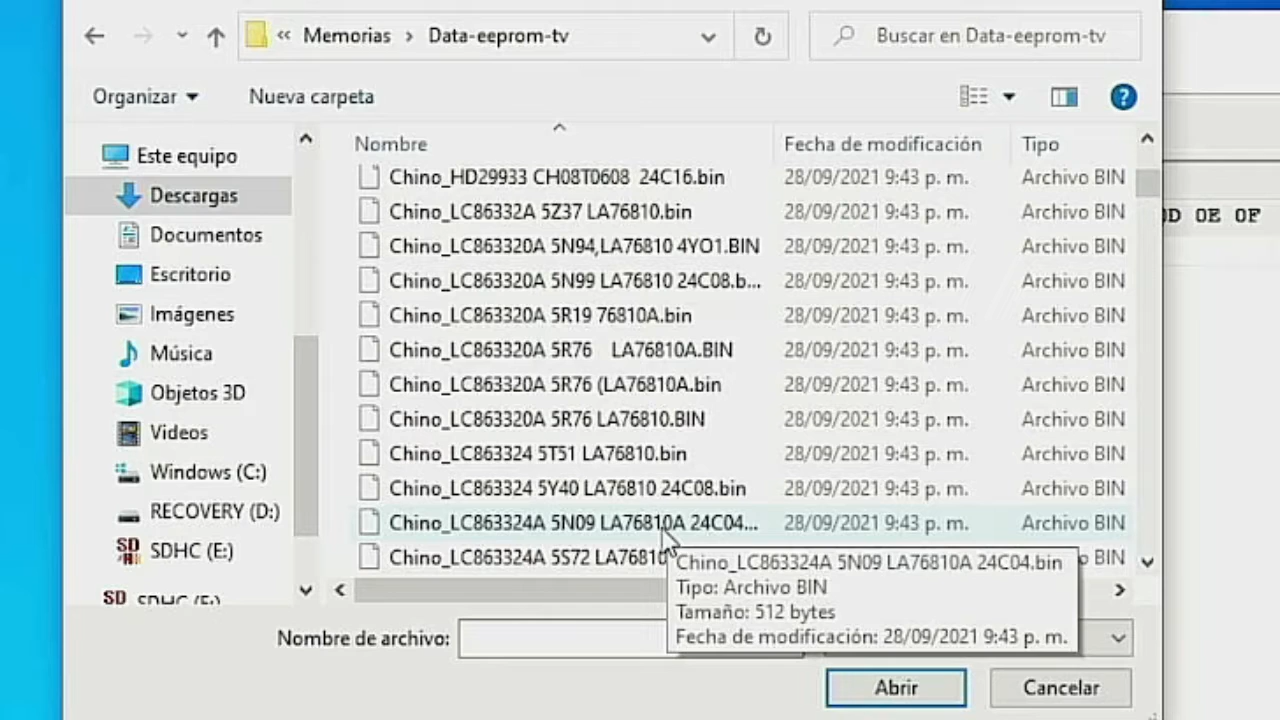 « Memorias › Data-eeprom-tv
Buscar en Data-eeprom-tv
Organizar
Nueva carpeta
?
Nombre Fecha de modificación Tipo
Este equipo
Descargas
Documentos
Escritorio
Imágenes
Música
Objetos 3D
Videos
Windows (C:)
RECOVERY (D:)
SDHC (E:)
SDHC (E:)
Chino_HD29933 CH08T0608 24C16.bin 28/09/2021 9:43 p. m. Archivo BIN
Chino_LC86332A 5Z37 LA76810.bin 28/09/2021 9:43 p. m. Archivo BIN
Chino_LC863320A 5N94,LA76810 4YO1.BIN 28/09/2021 9:43 p. m. Archivo BIN
Chino_LC863320A 5N99 LA76810 24C08.b... 28/09/2021 9:43 p. m. Archivo BIN
Chino_LC863320A 5R19 76810A.bin 28/09/2021 9:43 p. m. Archivo BIN
Chino_LC863320A 5R76 LA76810A.BIN 28/09/2021 9:43 p. m. Archivo BIN
Chino_LC863320A 5R76 (LA76810A.bin 28/09/2021 9:43 p. m. Archivo BIN
Chino_LC863320A 5R76 LA76810.BIN 28/09/2021 9:43 p. m. Archivo BIN
Chino_LC863324 5T51 LA76810.bin 28/09/2021 9:43 p. m. Archivo BIN
Chino_LC863324 5Y40 LA76810 24C08.bin 28/09/2021 9:43 p. m. Archivo BIN
Chino_LC863324A 5N09 LA76810A 24C04... 28/09/2021 9:43 p. m. Archivo BIN
Chino_LC863324A 5S72 LA76810 BIN
Chino_LC863324A 5N09 LA76810A 24C04.bin
Tipo: Archivo BIN
Tamaño: 512 bytes
Fecha de modificación: 28/09/2021 9:43 p. m.
Nombre de archivo:
Abrir
Cancelar
0D 0E 0F